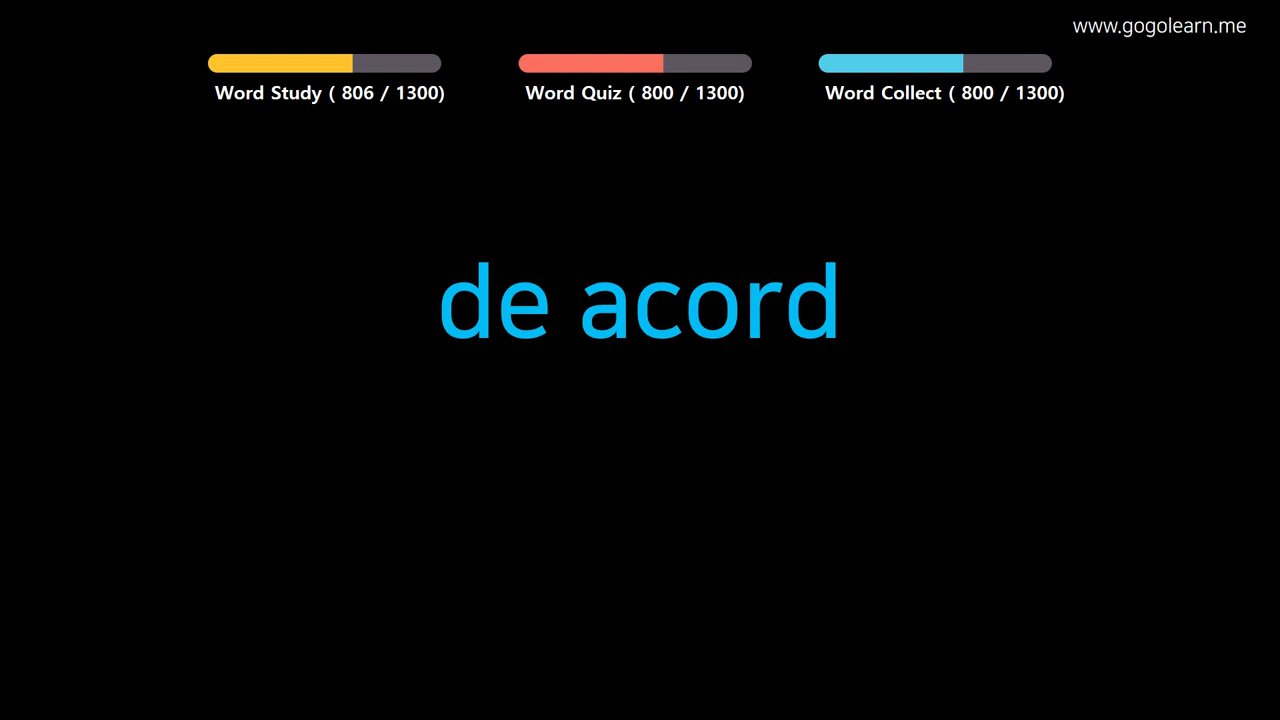 www.gogolearn.me
Word Study ( 806 / 1300)
Word Quiz ( 800 / 1300)
Word Collect ( 800 / 1300)
de acord